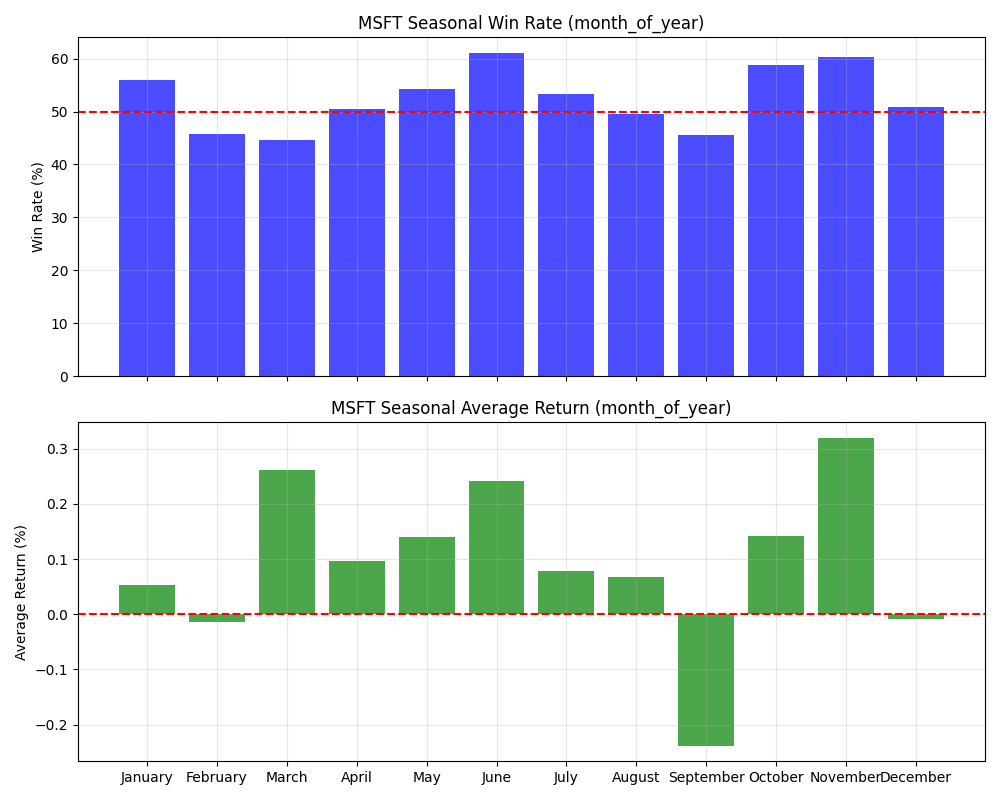 MSFT Seasonal Win Rate (month_of_year)
Win Rate (%)
60
50
40
30
20
10
0
MSFT Seasonal Average Return (month_of_year)
Average Return (%)
0.3
0.2
0.1
0.0
−0.1
−0.2
January February March April May June July August September October November December